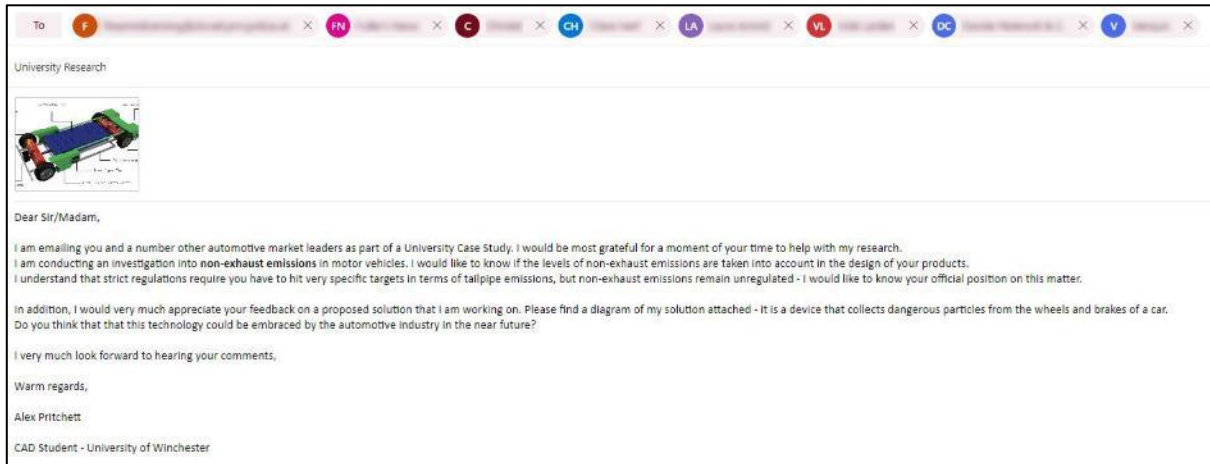 To F FN C CH LA VL DC V
University Research
Dear Sir/Madam,
I am emailing you and a number other automotive market leaders as part of a University Case Study. I would be most grateful for a moment of your time to help with my research.
I am conducting an investigation into non-exhaust emissions in motor vehicles. I would like to know if the levels of non-exhaust emissions are taken into account in the design of your products.
I understand that strict regulations require you have to hit very specific targets in terms of tailpipe emissions, but non-exhaust emissions remain unregulated - I would like to know your official position on this matter.
In addition, I would very much appreciate your feedback on a proposed solution that I am working on. Please find a diagram of my solution attached - it is a device that collects dangerous particles from the wheels and brakes of a car.
Do you think that that this technology could be embraced by the automotive industry in the near future?
I very much look forward to hearing your comments,
Warm regards,
Alex Pritchett
CAD Student - University of Winchester